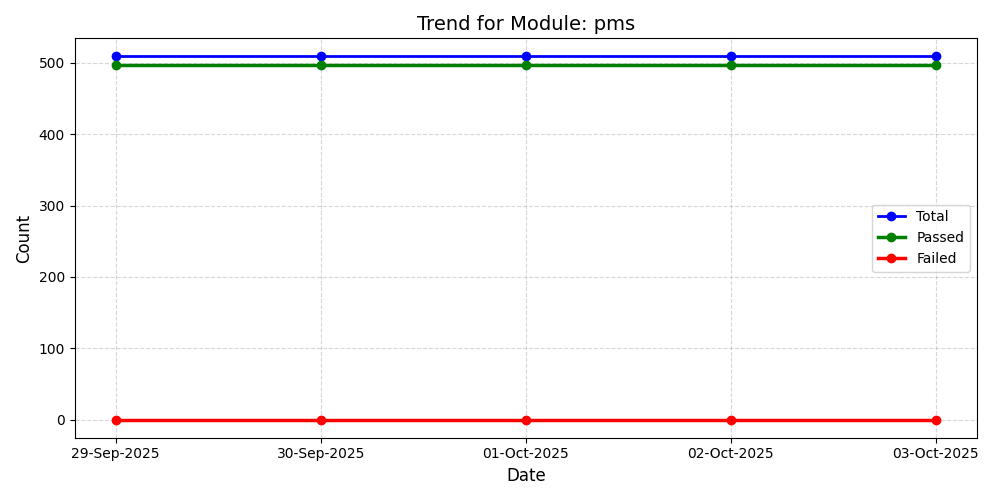 Trend for Module: pms
500
400
300
200
100
0
Count
Total
Passed
Failed
29-Sep-2025
30-Sep-2025
01-Oct-2025
02-Oct-2025
03-Oct-2025
Date